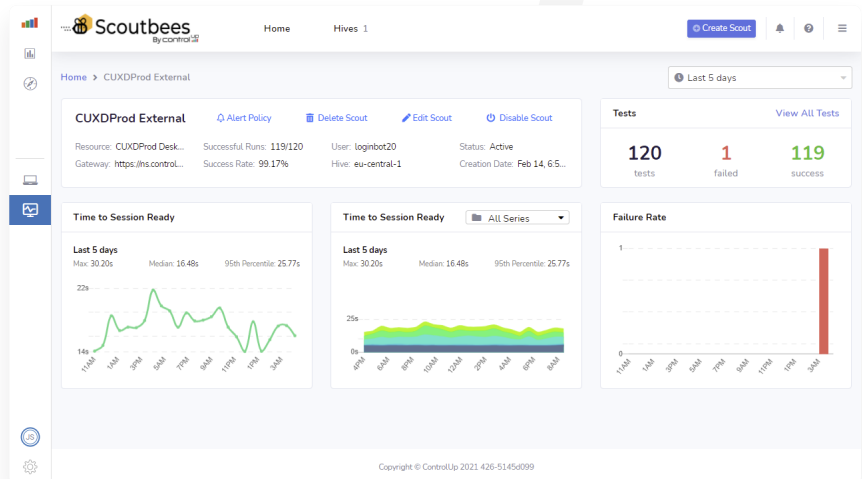 Scoutbees
By controlUP
Home
Hives 1
Create Scout
Home > CUXDProd External
Last 5 days
CUXDProd External
Alert Policy
Delete Scout
Edit Scout
Disable Scout
Resource: CUXDProd Desk...
Successful Runs: 119/120
User: loginbot20
Status: Active
Gateway: https://ns.control...
Success Rate: 99.17%
Hive: eu-central-1
Creation Date: Feb 14, 6:5...
Tests
View All Tests
120
1
119
tests
failed
success
Time to Session Ready
Last 5 days
Max: 30.20s
Median: 16.48s
95th Percentile: 25.77s
22s
14s
11AM 1AM 3PM 5AM 7PM 9AM 11PM 1PM 3AM
Time to Session Ready
All Series
Last 5 days
Max: 30.20s
Median: 16.48s
95th Percentile: 25.77s
25s
0s
4PM 6AM 8PM 10AM 12AM 2PM 4AM 6PM 8AM
Failure Rate
1
0
11AM 1AM 3PM 5AM 7PM 9AM 11PM 1PM 3AM
JS
Copyright © ControlUp 2021 426-5145d099